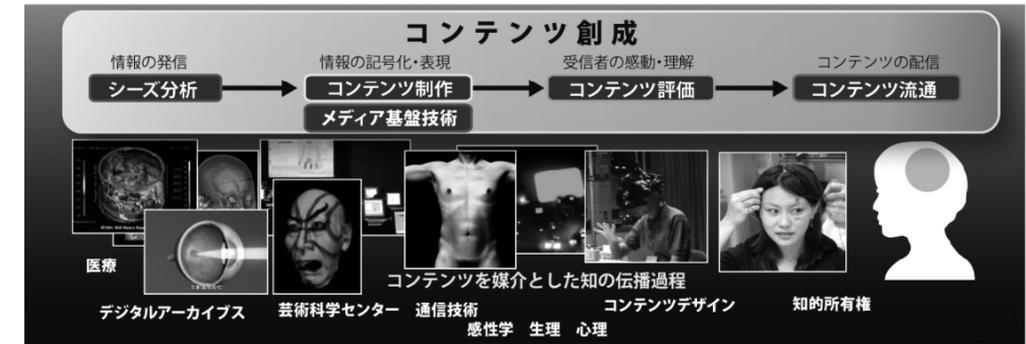 コンテンツ創成
情報の発信
情報の記号化・表現
受信者の感動・理解
コンテンツの配信
シーズ分析
コンテンツ制作
コンテンツ評価
コンテンツ流通
メディア基盤技術
医療
コンテンツを媒介とした知の伝播過程
デジタルアーカイブス
芸術科学センター
通信技術
コンテンツデザイン
知的所有権
感性学 生理 心理